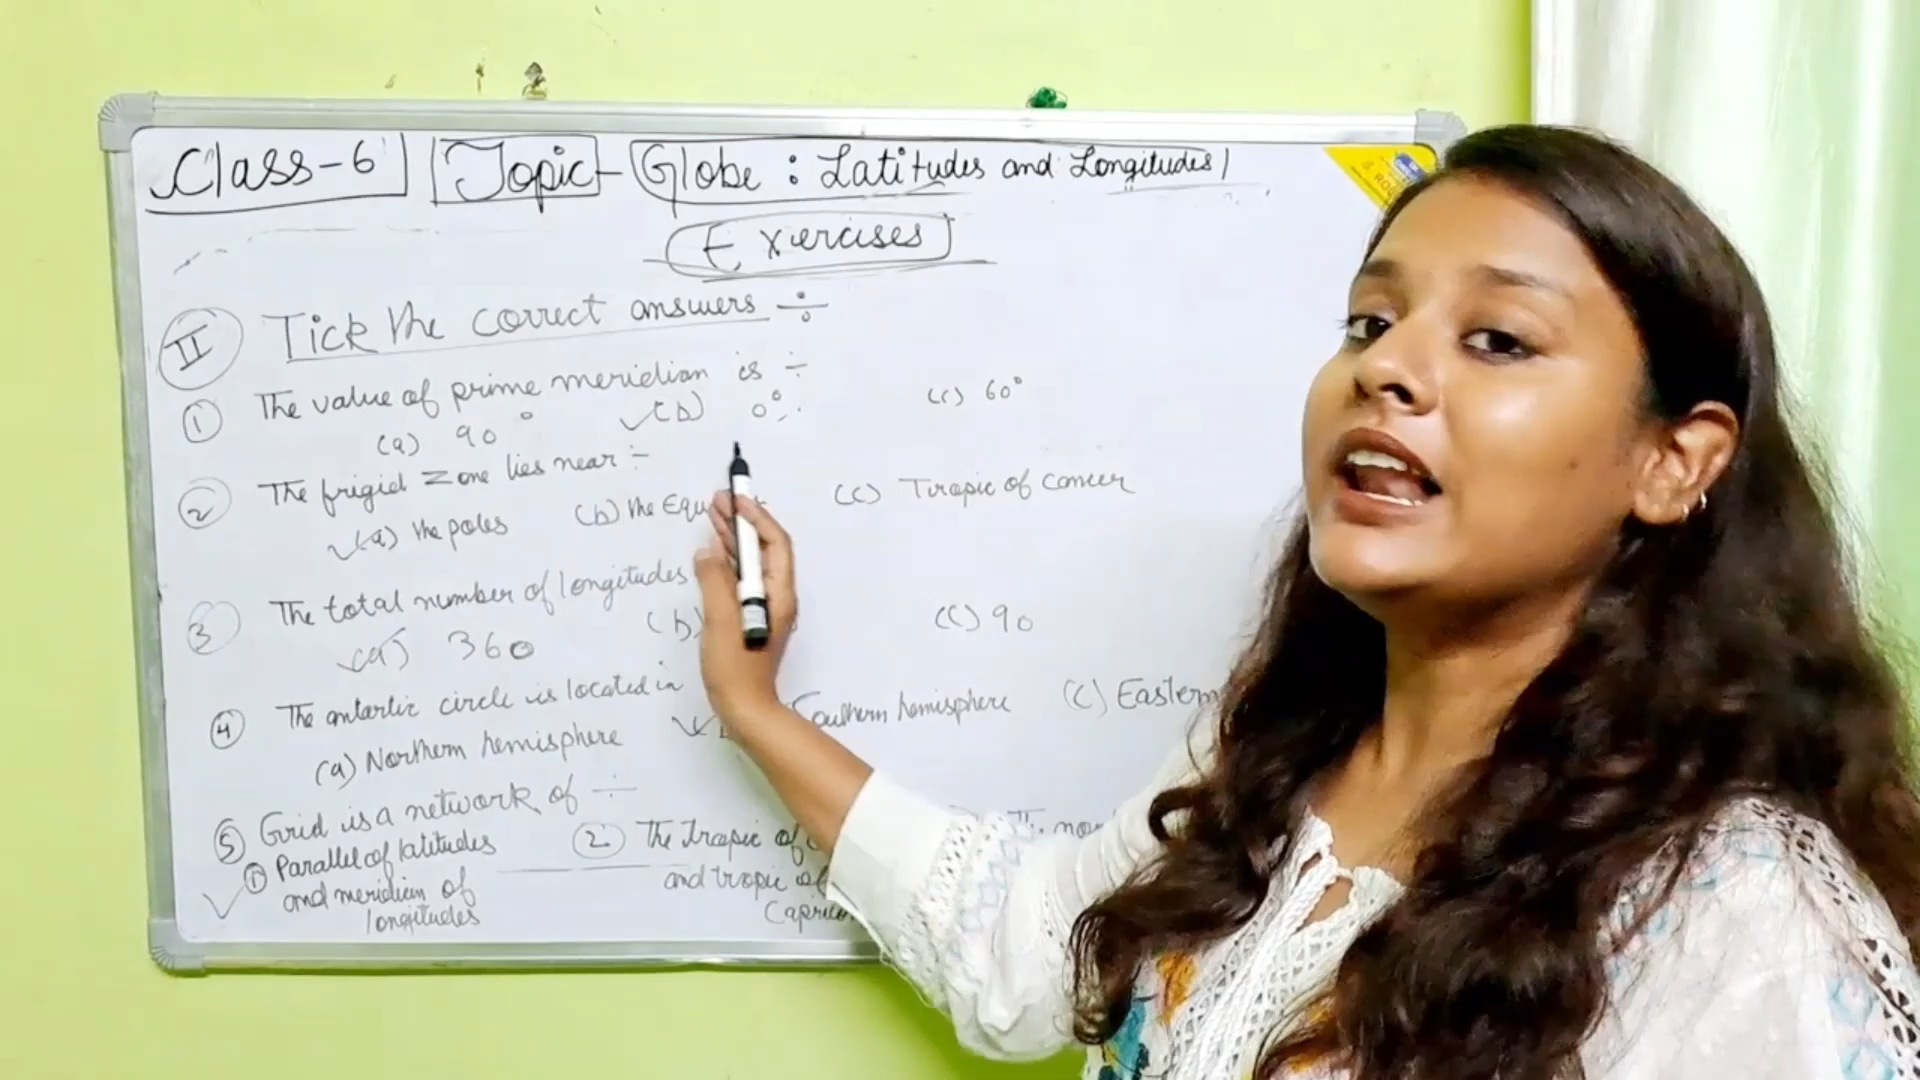 Class-6 Topic- Globe : Latitudes and Longitudes
Exercises
II Tick the correct answers ÷
1 The value of prime meridian is ÷
(a) 90° (b) 0° (c) 60°
2 The frigid Zone lies near ÷
(a) the poles (b) the Equ (c) Tropic of cancer
3 The total number of longitudes
(a) 360 (b) (c) 90
4 The antartic circle is located in
(a) Northern hemisphere Southern hemisphere (c) Eastern
5 Grid is a network of ÷
1 Parallel of latitudes 2. The tropic of
and meridian of and tropic of
longitudes Caprico